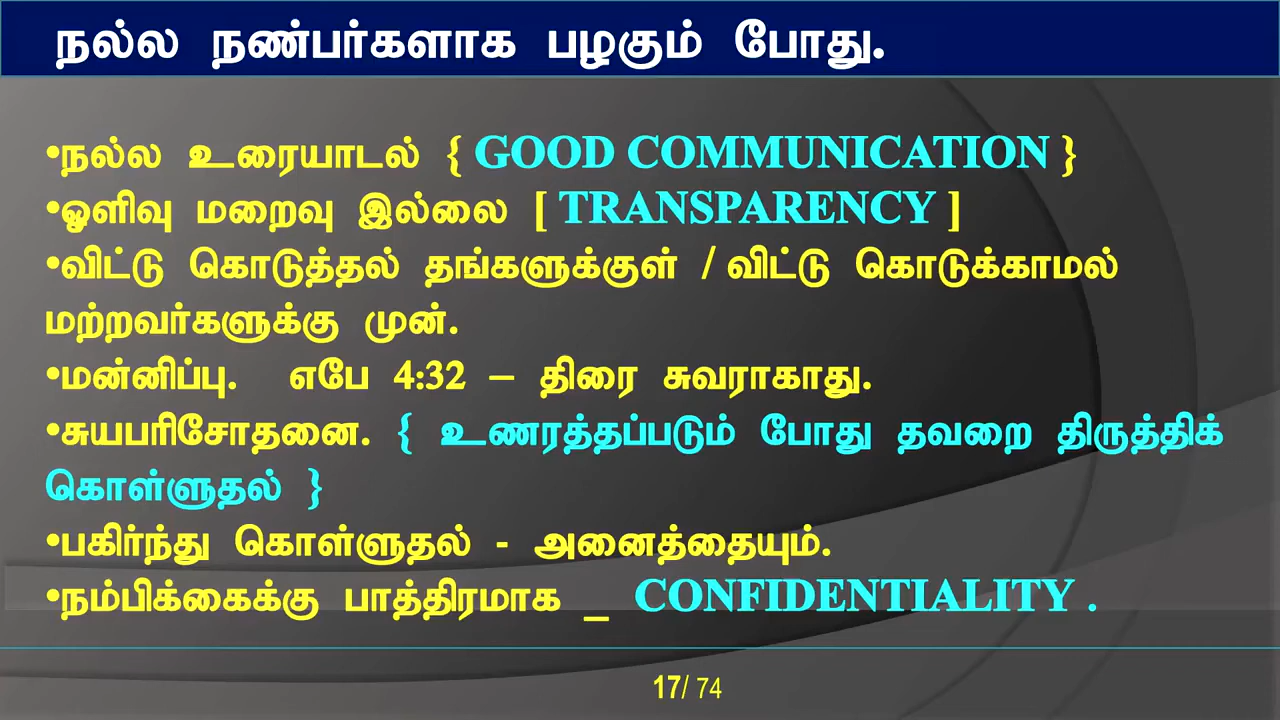 நல்ல நண்பர்களாக பழகும் போது.
•நல்ல உரையாடல் { GOOD COMMUNICATION }
•ஓளிவு மறைவு இல்லை [ TRANSPARENCY ]
•விட்டு கொடுத்தல் தங்களுக்குள் / விட்டு கொடுக்காமல்
மற்றவர்களுக்கு முன்.
•மன்னிப்பு. எபே 4:32 – திரை சுவராகாது.
•சுயபரிசோதனை. { உணரத்தப்படும் போது தவறை திருத்திக்
கொள்ளுதல் }
•பகிர்ந்து கொள்ளுதல் - அனைத்தையும்.
•நம்பிக்கைக்கு பாத்திரமாக _ CONFIDENTIALITY .
17/ 74